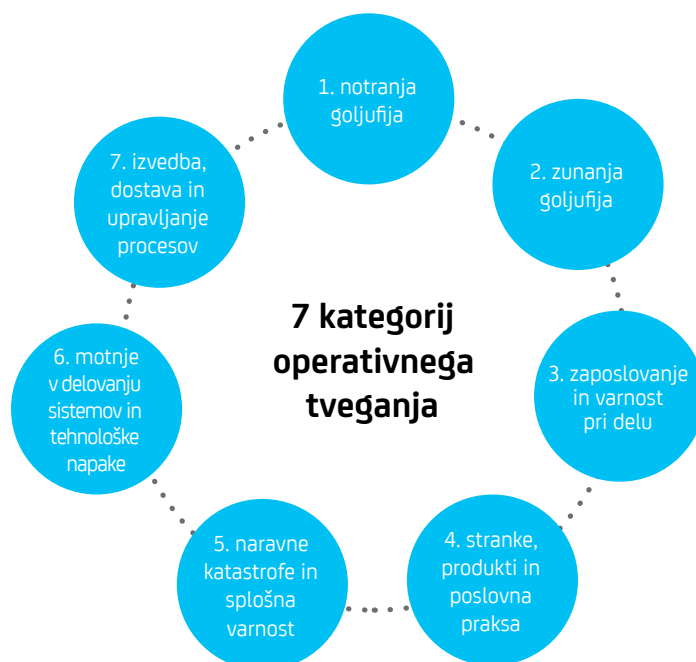 1. notranja
goljufija
2. zunanja
goljufija
3. zaposlovanje
in varnost
pri delu
4. stranke,
produkti in
poslovna
praksa
5. naravne
katastrofe in
splošna
varnost
6. motnje
v delovanju
sistemov in
tehnološke
napake
7. izvedba,
dostava in
upravljanje
procesov
7 kategorij
operativnega
tveganja